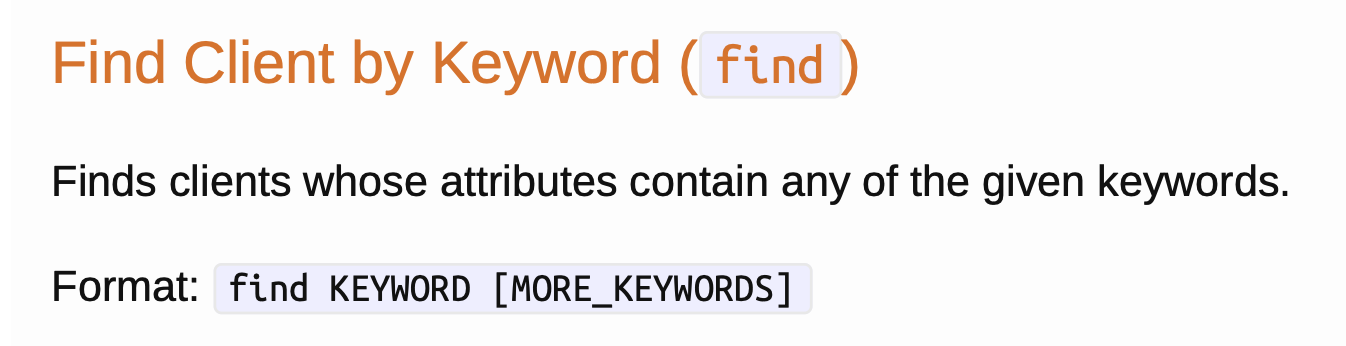 Find Client by Keyword (find)
Finds clients whose attributes contain any of the given keywords.
Format: find KEYWORD [MORE_KEYWORDS]